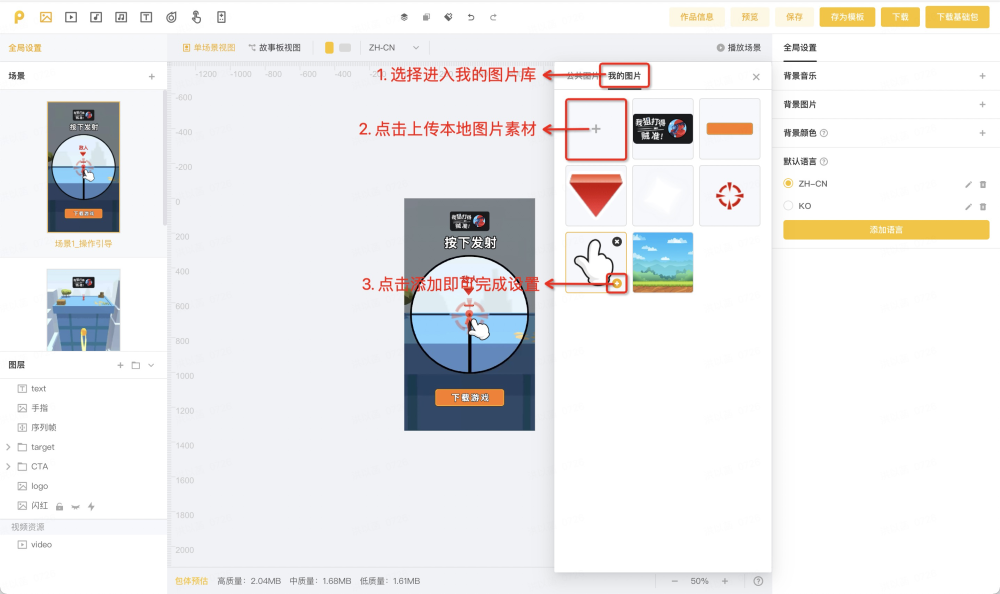 作品信息 预览 保存 存为模板 下载 下载基础包
全局设置
单场景视图 故事板视图 ZH-CN 播放场景
全局设置
场景
-1200 -1000 -800 -600 -400 -200 0
1. 选择进入我的图片库
公共图片 我的图片
背景音乐
-600
背景图片
2. 点击上传本地图片素材
-400
背景颜色
-200
默认语言
ZH-CN
KO
添加语言
按下发射
敌人
下载游戏
场景1_操作引导
0
200
400
600
800
1000
1200
1400
1600
1800
2000
我狙打得
贼准!
按下发射
下载游戏
我狙打得
贼准!
3. 点击添加即可完成设置
图层
text
手指
序列帧
target
CTA
logo
闪红
视频资源
video
包体预估 高质量: 2.04MB 中质量: 1.68MB 低质量: 1.61MB
50%